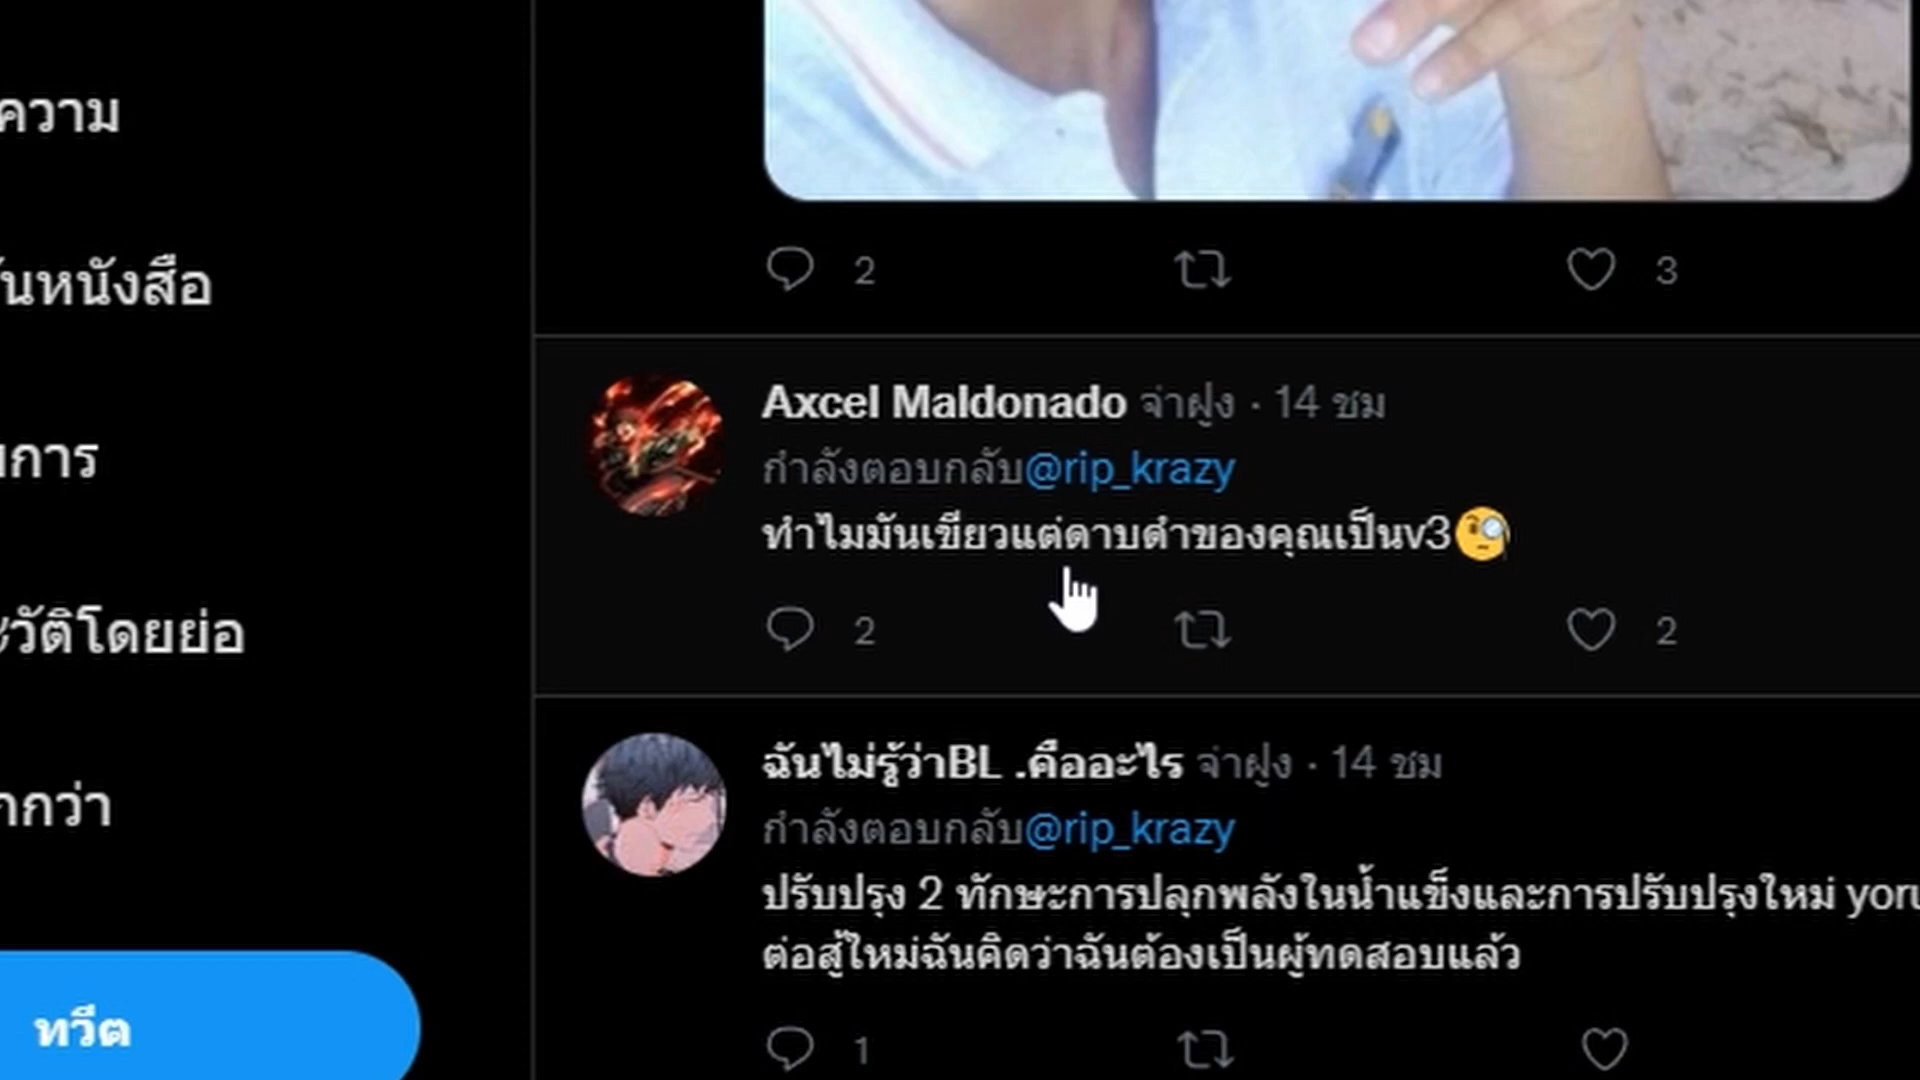 ความ
2 3
ั่นหนังสือ
Axcel Maldonado จ่าฝูง · 14 ชม
กำลังตอบกลับ@rip_krazy
ยการ
ทำไมมันเขียวแต่ดาบดำของคุณเป็นv3🧐
2 2
ะวัติโดยย่อ
ฉันไม่รู้ว่าBL .คืออะไร จ่าฝูง · 14 ชม
กำลังตอบกลับ@rip_krazy
ากกว่า
ปรับปรุง 2 ทักษะการปลุกพลังในน้ำแข็งและการปรับปรุงใหม่ yoru
ต่อสู้ใหม่ฉันคิดว่าฉันต้องเป็นผู้ทดสอบแล้ว
ทวีต
1